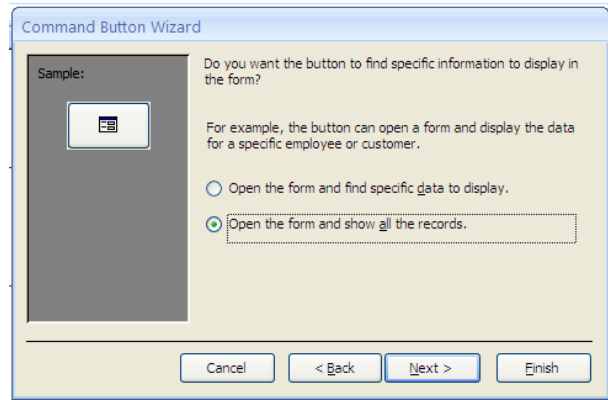 Command Button Wizard
Sample:
Do you want the button to find specific information to display in
the form?
For example, the button can open a form and display the data
for a specific employee or customer.
Open the form and find specific data to display.
Open the form and show all the records.
Cancel
< Back
Next >
Finish